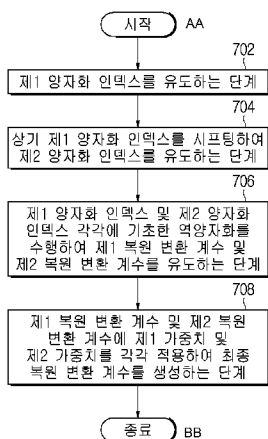 시작 AA
702
제1 양자화 인덱스를 유도하는 단계
704
상기 제1 양자화 인덱스를 시프팅하여
제2 양자화 인덱스를 유도하는 단계
706
제1 양자화 인덱스 및 제2 양자화
인덱스 각각에 기초한 역양자화를
수행하여 제1 복원 변환 계수 및
제2 복원 변환 계수를 유도하는 단계
708
제1 복원 변환 계수 및 제2 복원
변환 계수에 제1 가중치 및
제2 가중치를 각각 적용하여 최종
복원 변환 계수를 생성하는 단계
종료 BB